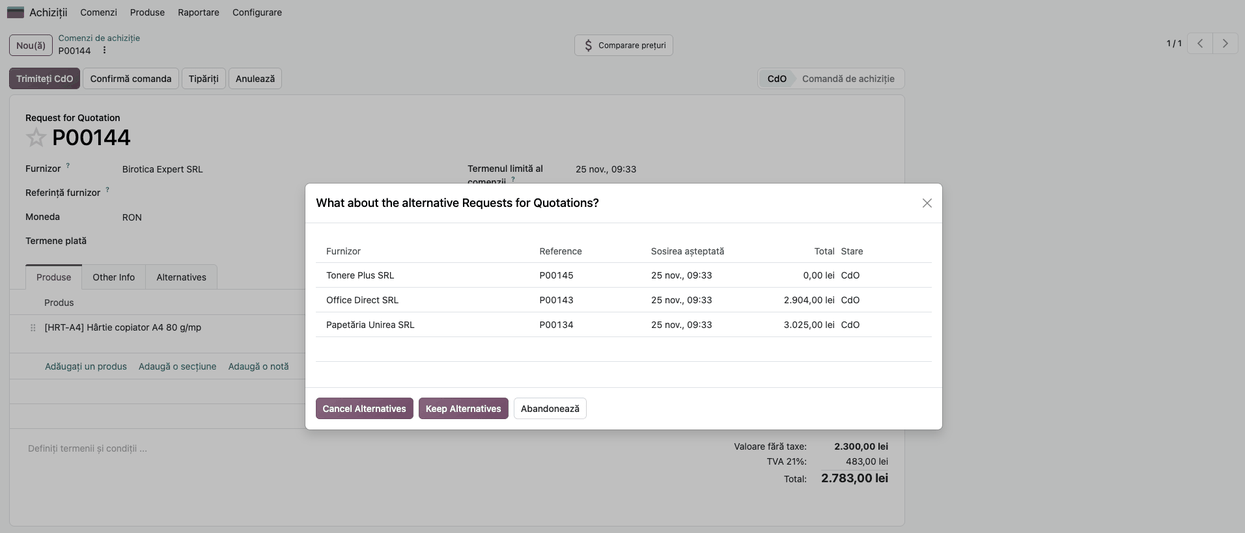 Achiziții Comenzi Produse Raportare Configurare
Nou(ă) Comenzi de achiziție
P00144
$ Comparare prețuri
1 / 1
Trimiteți CdO Confirmă comanda Tipăriți Anulează
CdO Comandă de achiziție
Request for Quotation
P00144
Furnizor ? Birotica Expert SRL
Termenul limită al comenzii ? 25 nov., 09:33
Referință furnizor ?
Moneda RON
Termene plată
Produse Other Info Alternatives
Produs
[HRT-A4] Hârtie copiator A4 80 g/mp
Adăugați un produs Adaugă o secțiune Adaugă o notă
What about the alternative Requests for Quotations?
Furnizor Reference Sosirea așteptată Total Stare
Tonere Plus SRL P00145 25 nov., 09:33 0,00 lei CdO
Office Direct SRL P00143 25 nov., 09:33 2.904,00 lei CdO
Papetăria Unirea SRL P00134 25 nov., 09:33 3.025,00 lei CdO
Cancel Alternatives Keep Alternatives Abandonează
Definiți termenii și condiții ...
Valoare fără taxe: 2.300,00 lei
TVA 21%: 483,00 lei
Total: 2.783,00 lei